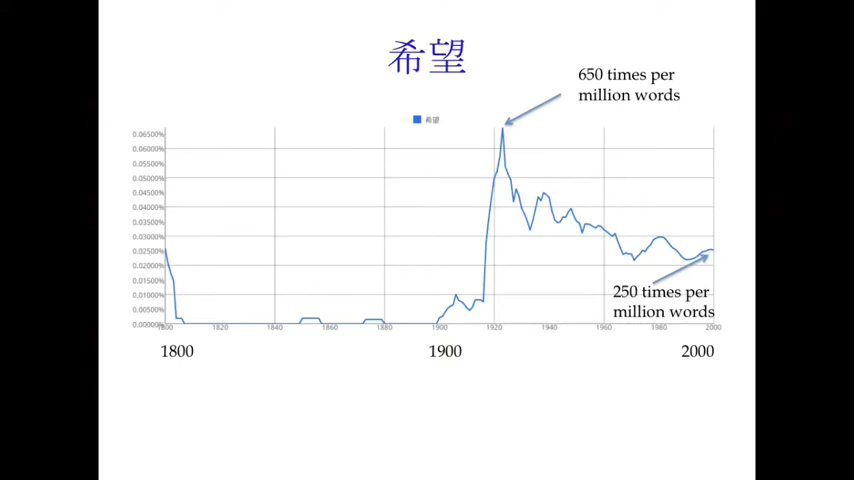 希望
650 times per
million words
希望
0.06500%
0.06000%
0.05500%
0.05000%
0.04500%
0.04000%
0.03500%
0.03000%
0.02500%
0.02000%
0.01500%
0.01000%
0.00500%
0.00000%
250 times per
million words
1800 1820 1840 1860 1880 1900 1920 1940 1960 1980 2000
1800 1900 2000